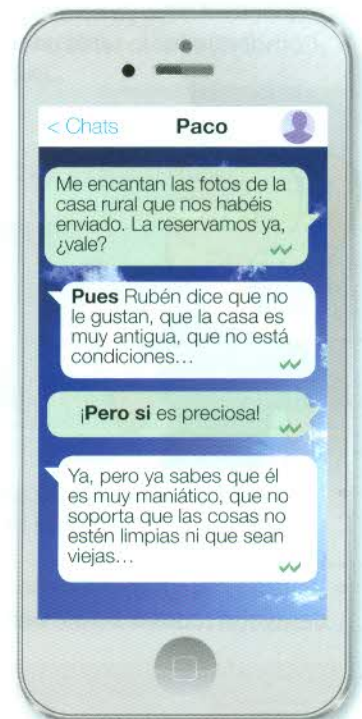 < Chats Paco
Me encantan las fotos de la
casa rural que nos habéis
enviado. La reservamos ya,
¿vale?
Pues Rubén dice que no
le gustan, que la casa es
muy antigua, que no está
condiciones…
¡Pero si es preciosa!
Ya, pero ya sabes que él
es muy maniático, que no
soporta que las cosas no
estén limpias ni que sean
viejas…